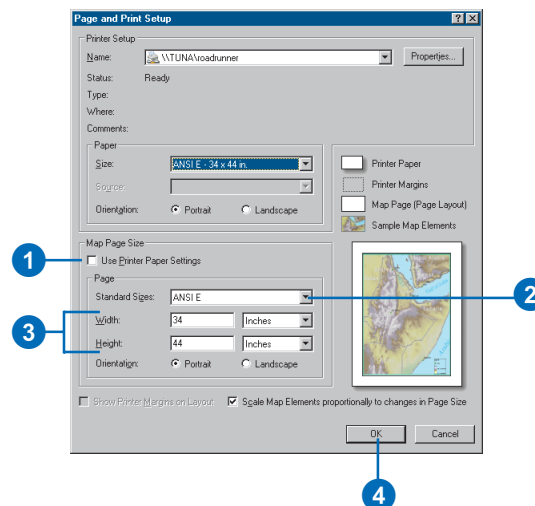 Page and Print Setup
Printer Setup
Name: \\TUNA\roadrunner Properties...
Status: Ready
Type:
Where:
Comments:
Paper
Size: ANSI E - 34 x 44 in.
Source:
Orientation: Portrait Landscape
Printer Paper
Printer Margins
Map Page (Page Layout)
Sample Map Elements
Map Page Size
1 Use Printer Paper Settings
Page
Standard Sizes: ANSI E 2
3 Width: 34 Inches
Height: 44 Inches
Orientation: Portrait Landscape
Show Printer Margins on Layout Scale Map Elements proportionally to changes in Page Size
OK Cancel
4